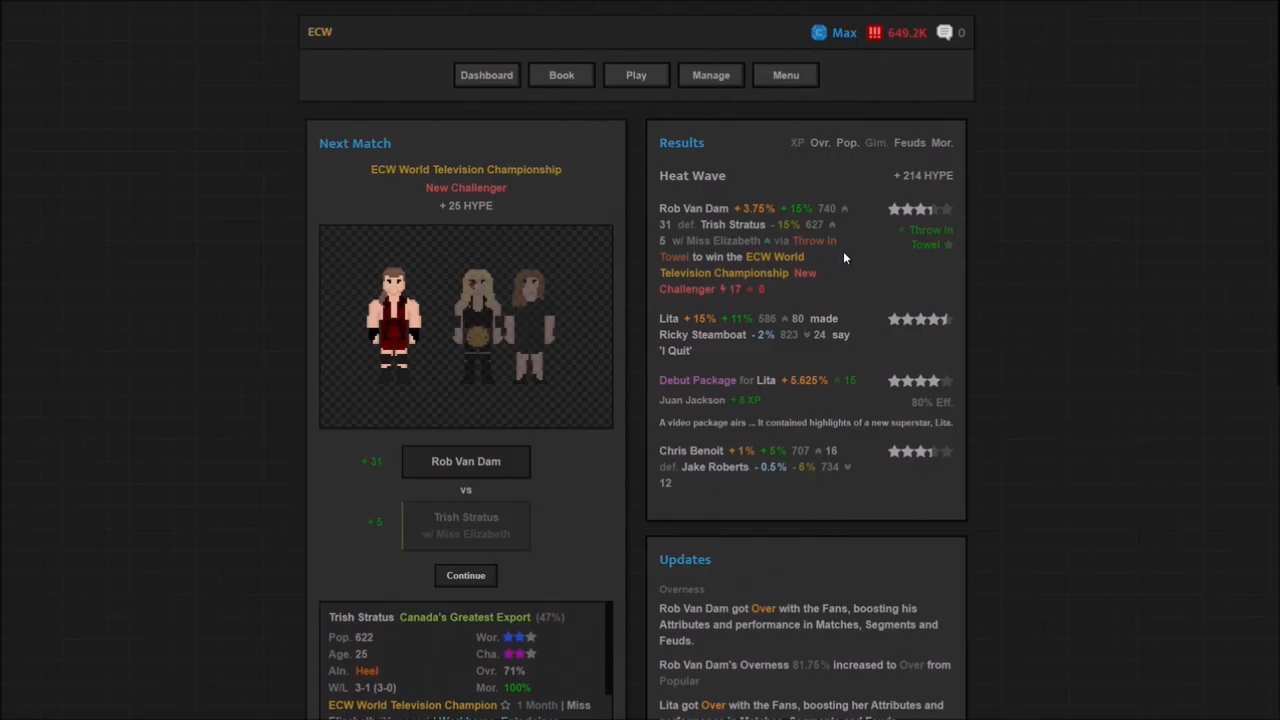 ECW
Max
649.2K
0
Dashboard
Book
Play
Manage
Menu
Next Match
ECW World Television Championship
New Challenger
+ 25 HYPE
+ 31
Rob Van Dam
vs
+ 5
Trish Stratus
w/ Miss Elizabeth
Continue
Trish Stratus Canada's Greatest Export (47%)
Pop. 622
Wor.
Age. 25
Cha.
Aln. Heel
Ovr. 71%
W/L 3-1 (3-0)
Mor. 100%
ECW World Television Champion ☆ 1 Month | Miss
Results
XP Ovr. Pop. Gim. Feuds Mor.
Heat Wave
+ 214 HYPE
Rob Van Dam + 3.75% + 15% 740
31 def. Trish Stratus - 15% 627
5 w/ Miss Elizabeth via Throw In
Towel to win the ECW World
Television Championship New
Challenger 17 0
Throw In
Towel
Lita + 15% + 11% 586 80 made
Ricky Steamboat - 2% 823 24 say
'I Quit'
Debut Package for Lita + 5.625% 15
Juan Jackson + 6 XP
80% Eff.
A video package airs ... It contained highlights of a new superstar, Lita.
Chris Benoit + 1% + 5% 707 16
def. Jake Roberts - 0.5% - 6% 734
12
Updates
Overness
Rob Van Dam got Over with the Fans, boosting his
Attributes and performance in Matches, Segments and
Feuds.
Rob Van Dam's Overness 81.75% increased to Over from
Popular
Lita got Over with the Fans, boosting her Attributes and